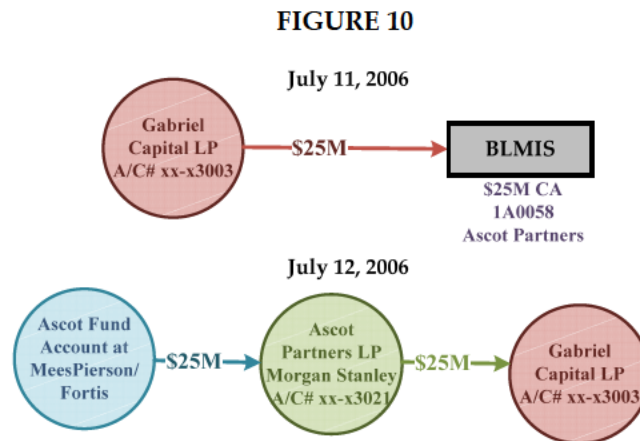 FIGURE 10
July 11, 2006
Gabriel
Capital LP
A/C# xx-x3003
$25M
BLMIS
$25M CA
1A0058
Ascot Partners
July 12, 2006
Ascot Fund
Account at
MeesPierson/
Fortis
$25M
Ascot
Partners LP
Morgan Stanley
A/C# xx-x3021
$25M
Gabriel
Capital LP
A/C# xx-x3003